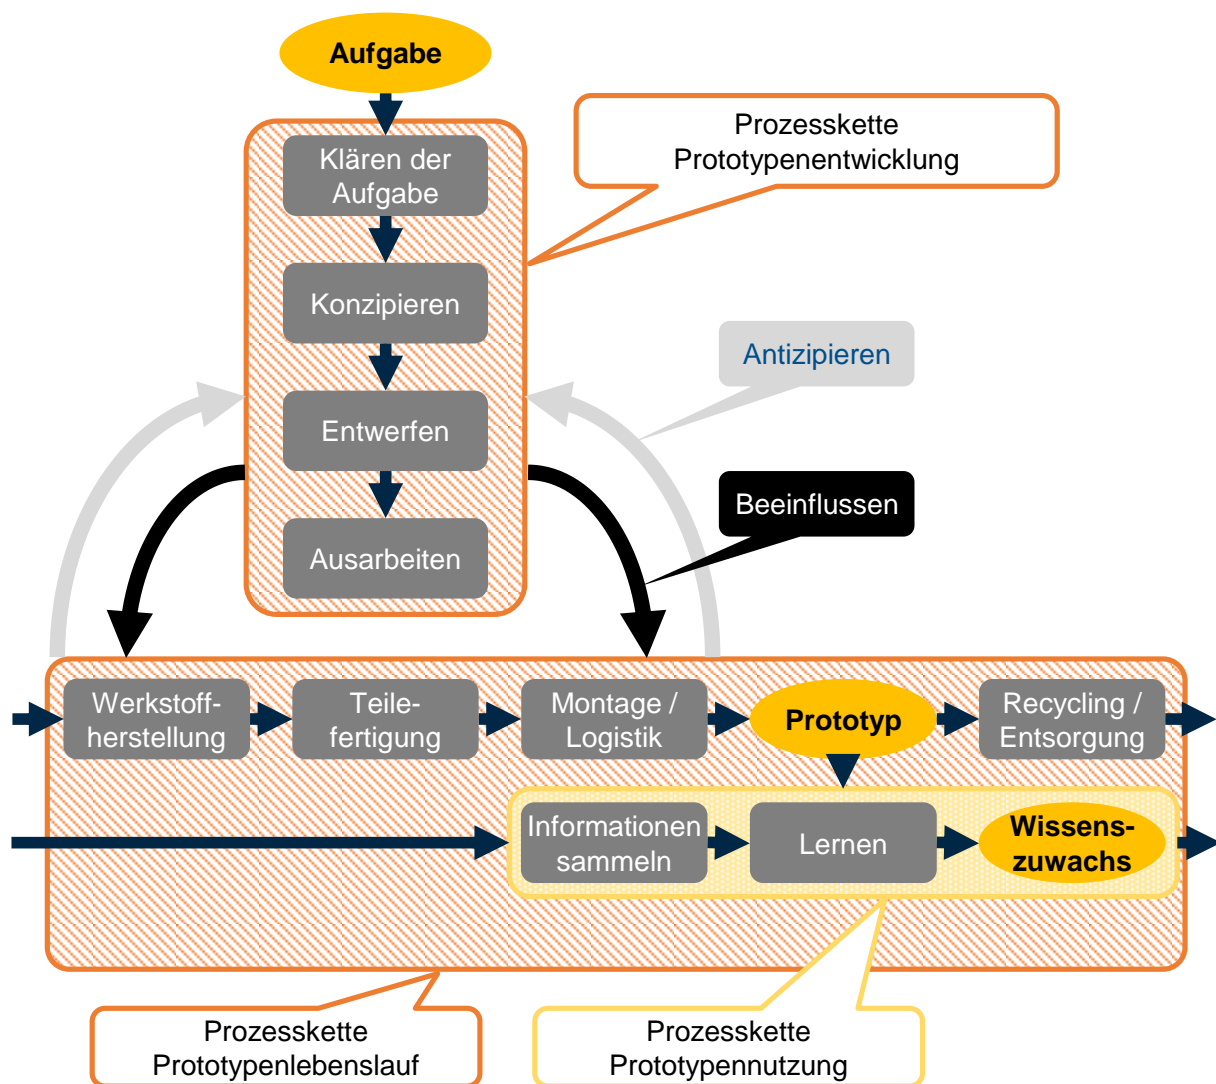 Aufgabe
Prozesskette
Prototypenentwicklung
Klären der
Aufgabe
Konzipieren
Antizipieren
Entwerfen
Beeinflussen
Ausarbeiten
Werkstoff-
herstellung
Teile-
fertigung
Montage /
Logistik
Prototyp
Recycling /
Entsorgung
Informationen
sammeln
Lernen
Wissens-
zuwachs
Prozesskette
Prototypenlebenslauf
Prozesskette
Prototypennutzung